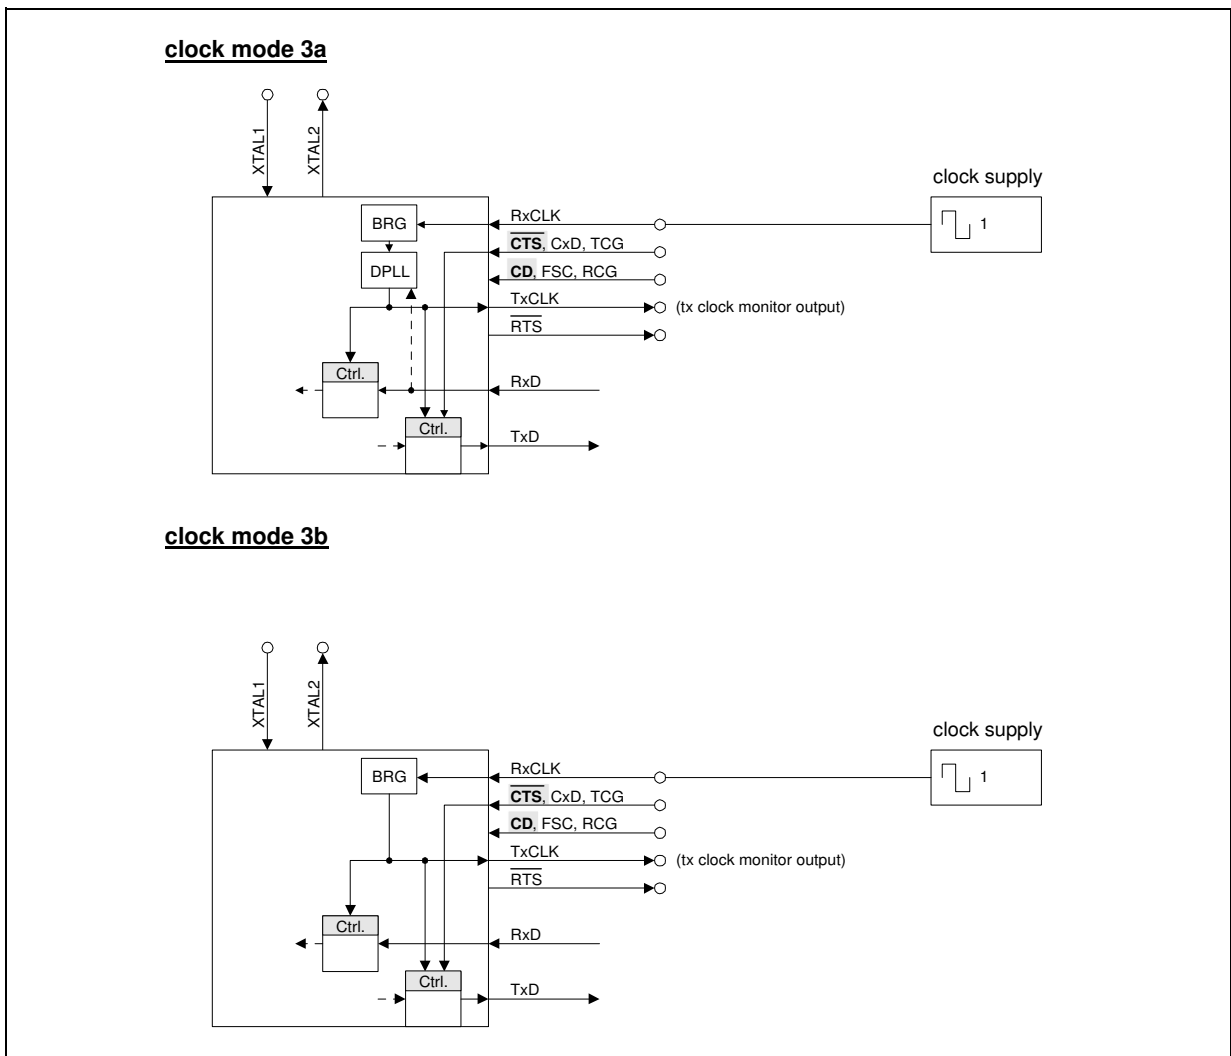 clock mode 3a
XTAL1
XTAL2
clock supply
BRG
RxCLK
1
CTS, CxD, TCG
DPLL
CD, FSC, RCG
TxCLK
(tx clock monitor output)
RTS
Ctrl.
RxD
Ctrl.
TxD
clock mode 3b
XTAL1
XTAL2
clock supply
BRG
RxCLK
1
CTS, CxD, TCG
CD, FSC, RCG
TxCLK
(tx clock monitor output)
RTS
Ctrl.
RxD
Ctrl.
TxD